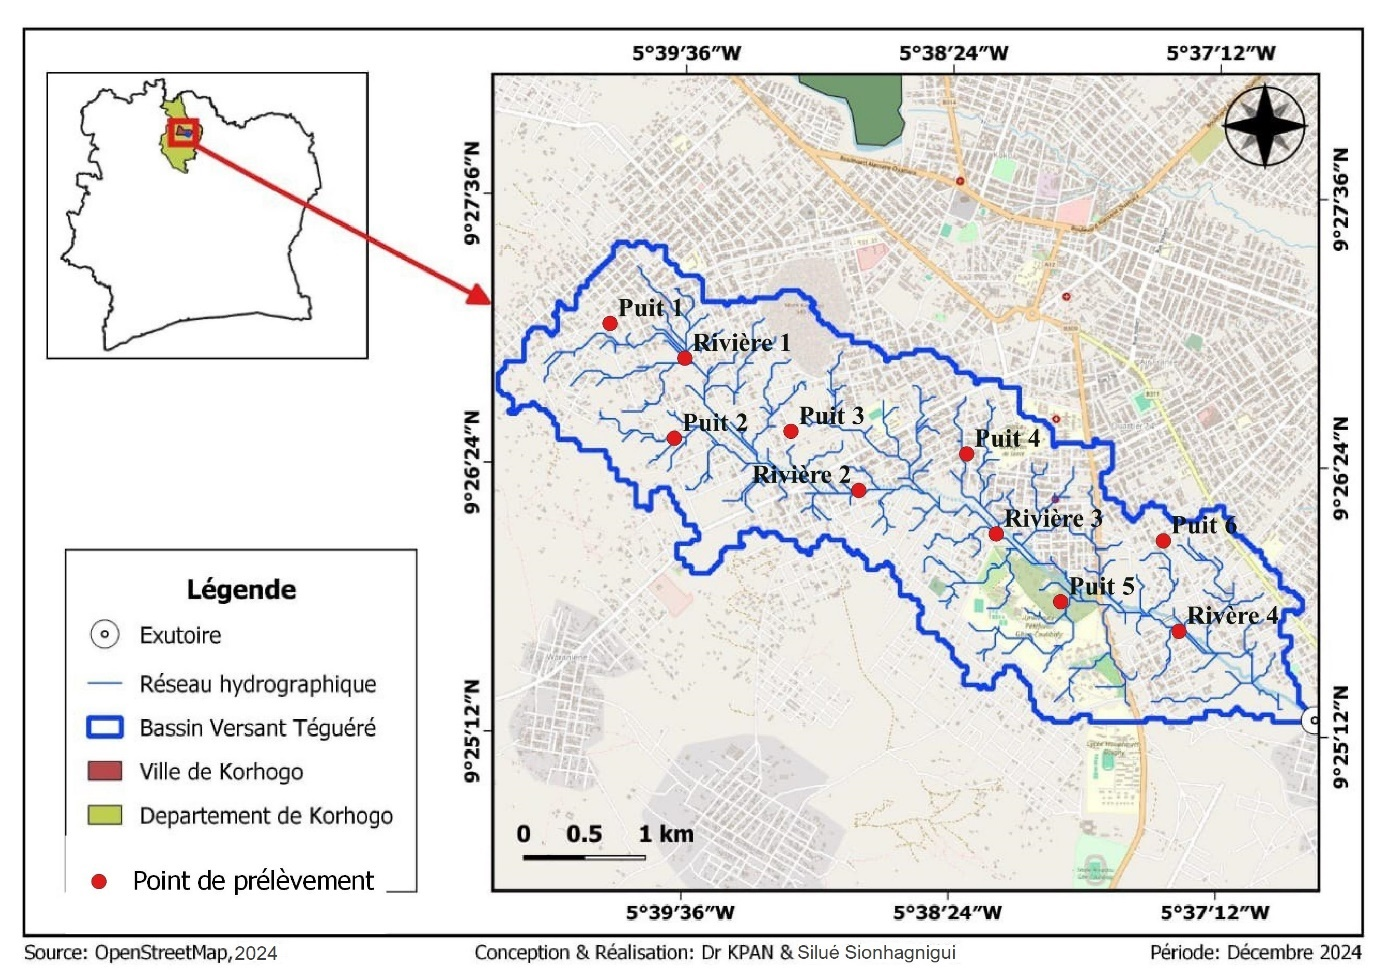 5°39'36"W 5°38'24"W 5°37'12"W
9°27'36"N
9°27'36"N
Puit 1
Rivière 1
Puit 2
Puit 3
Puit 4
Rivière 2
9°26'24"N
9°26'24"N
Rivière 3
Puit 6
Puit 5
Rivère 4
Légende
Exutoire
Réseau hydrographique
Bassin Versant Téguéré
Ville de Korhogo
Departement de Korhogo
Point de prélèvement
9°25'12"N
9°25'12"N
0 0.5 1 km
5°39'36"W 5°38'24"W 5°37'12"W
Source: OpenStreetMap,2024 Conception & Réalisation: Dr KPAN & Silué Sionhagnigui Période: Décembre 2024